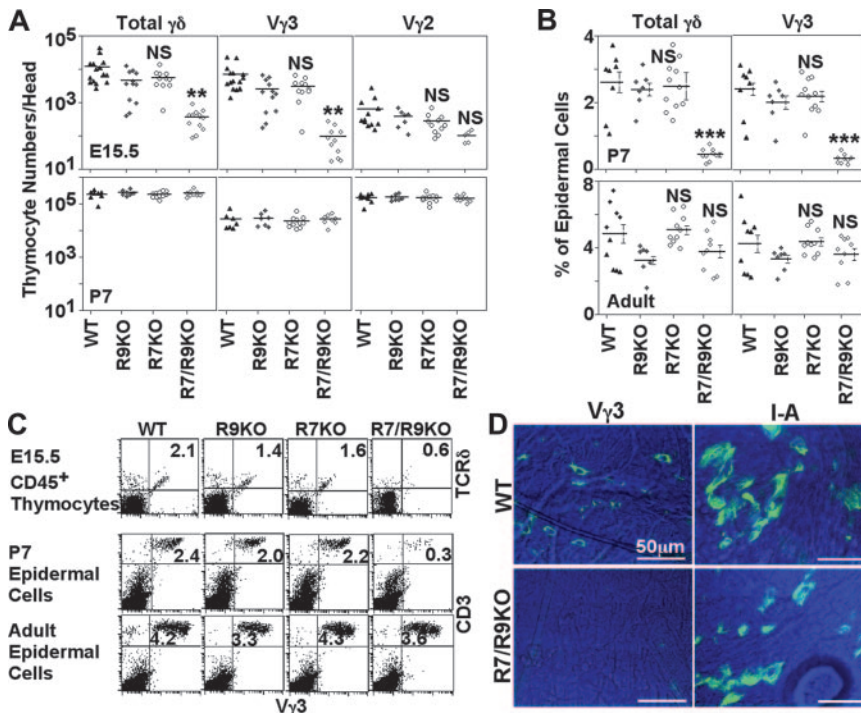 A
Total γδ
Vγ3
Vγ2
Thymocyte Numbers/Head
10^5
10^3
10^1
NS
**
NS
**
NS
NS
E15.5
10^5
10^3
10^1
P7
WT
R9KO
R7KO
R7/R9KO
WT
R9KO
R7KO
R7/R9KO
WT
R9KO
R7KO
R7/R9KO
B
Total γδ
Vγ3
% of Epidermal Cells
4
2
0
NS
***
NS
***
P7
8
4
0
NS
NS
NS
NS
Adult
WT
R9KO
R7KO
R7/R9KO
WT
R9KO
R7KO
R7/R9KO
C
WT
R9KO
R7KO
R7/R9KO
E15.5
CD45+
Thymocytes
2.1
1.4
1.6
0.6
TCRδ
P7
Epidermal
Cells
2.4
2.0
2.2
0.3
CD3
Adult
Epidermal
Cells
4.2
3.3
4.3
3.6
Vγ3
D
Vγ3
I-A
WT
50μm
R7/R9KO